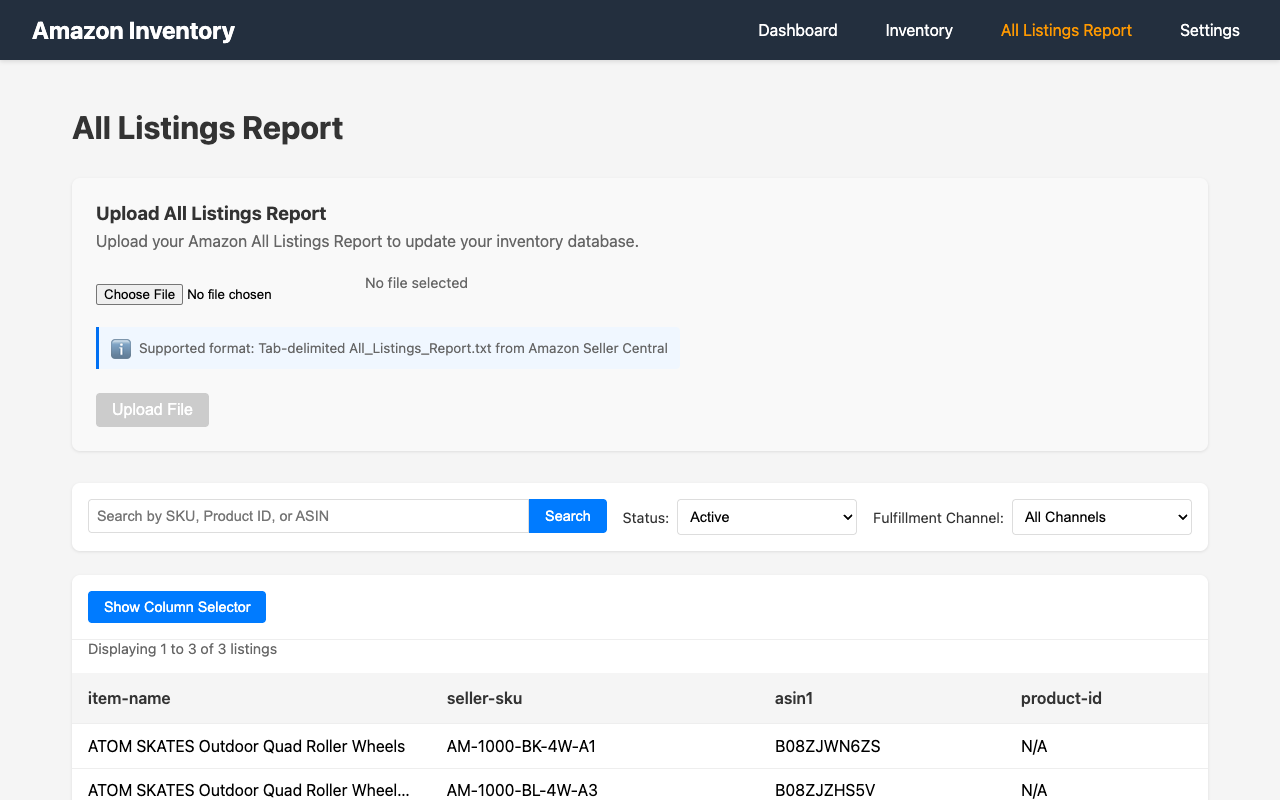 Amazon Inventory
Dashboard
Inventory
All Listings Report
Settings
All Listings Report
Upload All Listings Report
Upload your Amazon All Listings Report to update your inventory database.
Choose File No file chosen
No file selected
Supported format: Tab-delimited All_Listings_Report.txt from Amazon Seller Central
Upload File
Search by SKU, Product ID, or ASIN
Search
Status:
Active
Fulfillment Channel:
All Channels
Show Column Selector
Displaying 1 to 3 of 3 listings
item-name seller-sku asin1 product-id
ATOM SKATES Outdoor Quad Roller Wheels AM-1000-BK-4W-A1 B08ZJWN6ZS N/A
ATOM SKATES Outdoor Quad Roller Wheel... AM-1000-BL-4W-A3 B08ZJZHS5V N/A